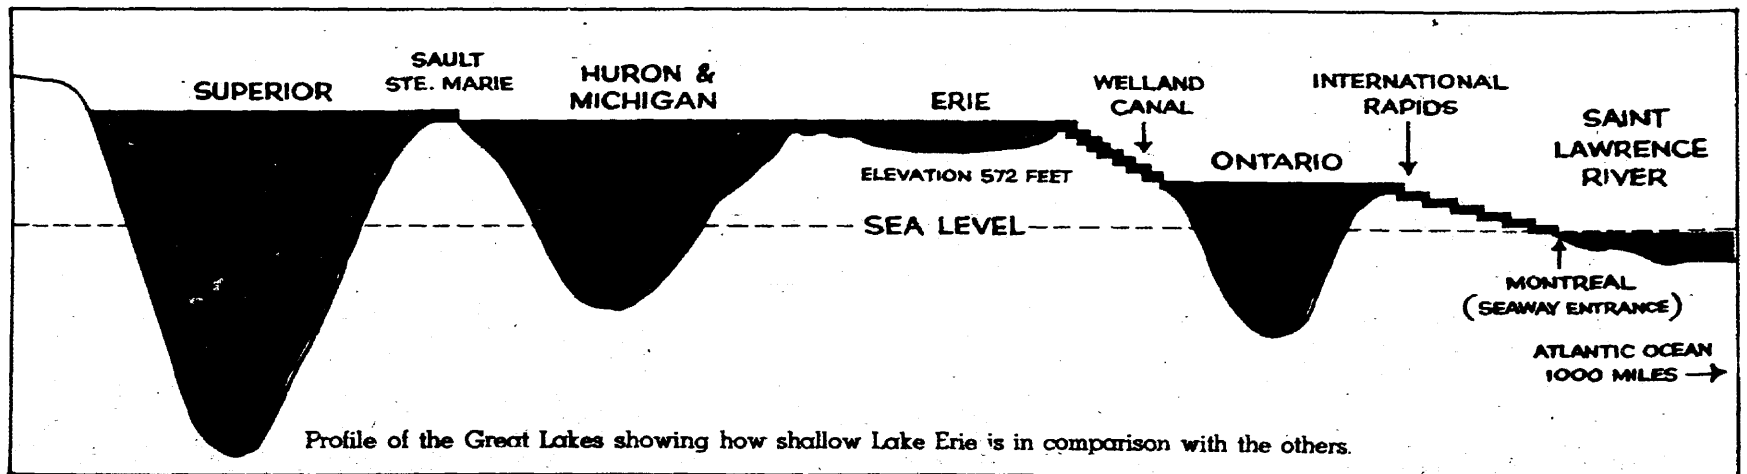 SUPERIOR
SAULT
STE. MARIE
HURON &
MICHIGAN
ERIE
WELLAND
CANAL
INTERNATIONAL
RAPIDS
SAINT
LAWRENCE
RIVER
ONTARIO
ELEVATION 572 FEET
SEA LEVEL
MONTREAL
(SEAWAY ENTRANCE)
ATLANTIC OCEAN
1000 MILES
Profile of the Great Lakes showing how shallow Lake Erie is in comparison with the others.